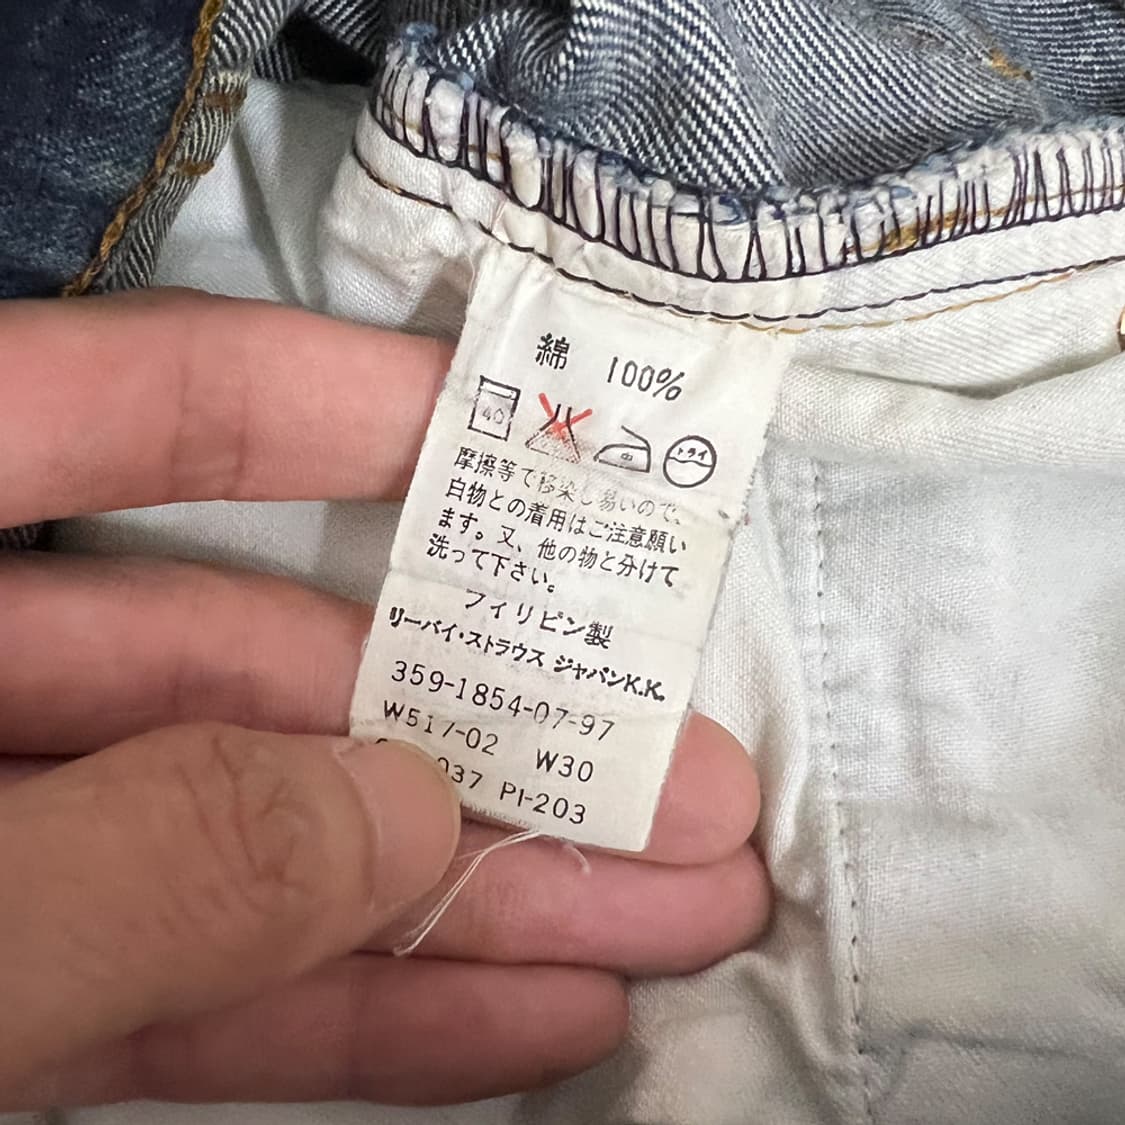 綿 100%
40
中
ドライ
摩擦等で移染し易いので、
白物との着用はご注意願い
ます。又、他の物と分けて
洗って下さい。
フィリピン製
リーバイ・ストラウス ジャパンK.K.
359-1854-07-97
W517-02 W30
037 PI-203